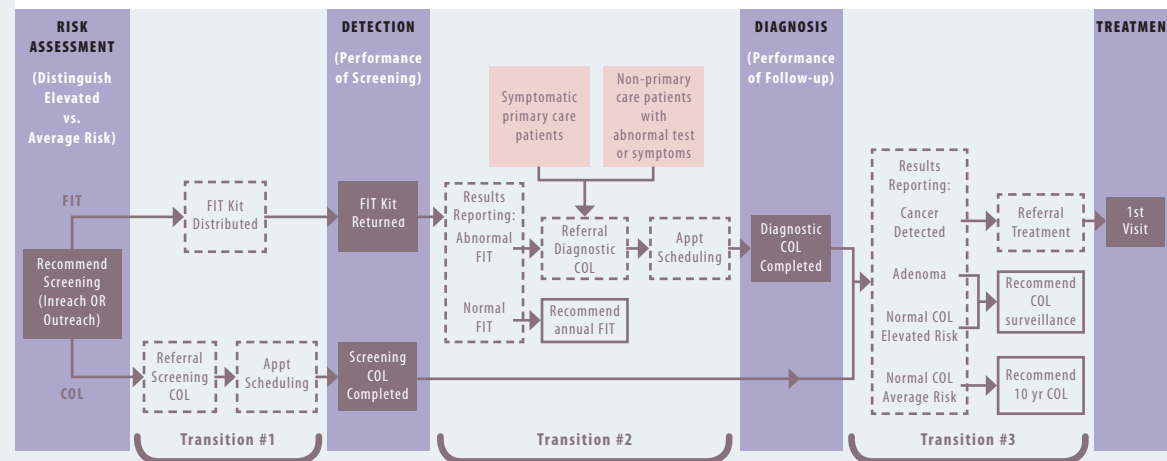 RISK
ASSESSMENT
(Distinguish
Elevated
vs.
Average Risk)
FIT
Recommend
Screening
(Inreach OR
Outreach)
COL
FIT Kit
Distributed
Referral
Screening
COL
Appt
Scheduling
Transition #1
DETECTION
(Performance
of Screening)
FIT Kit
Returned
Screening
COL
Completed
Symptomatic
primary care
patients
Non-primary
care patients
with
abnormal test
or symptoms
Results
Reporting:
Abnormal
FIT
Normal
FIT
Referral
Diagnostic
COL
Appt
Scheduling
Recommend
annual FIT
Transition #2
DIAGNOSIS
(Performance
of Follow-up)
Diagnostic
COL
Completed
Results
Reporting:
Cancer
Detected
Adenoma
Normal COL
Elevated Risk
Normal COL
Average Risk
Referral
Treatment
Recommend
COL
surveillance
Recommend
10 yr COL
Transition #3
TREATMEN
1st
Visit